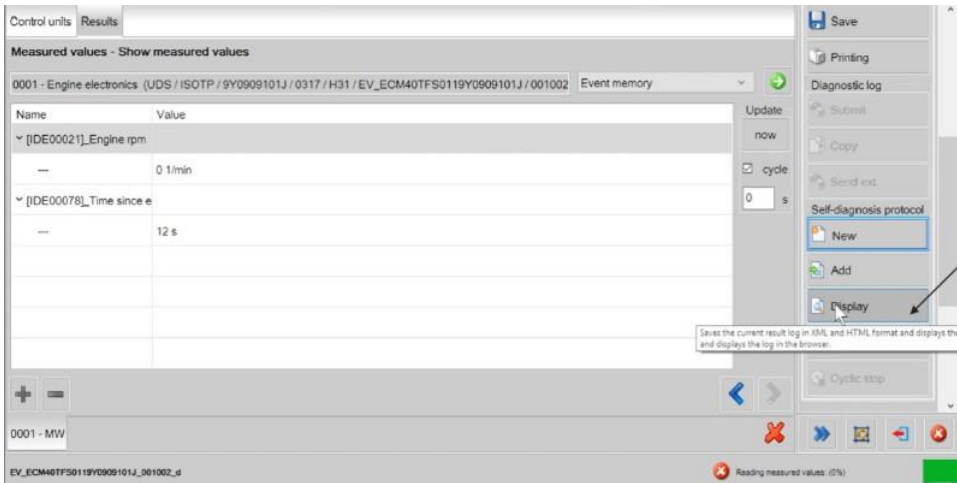 Control units Results
Measured values - Show measured values
0001 - Engine electronics (UDS / ISOTP / 9Y0909101J / 0317 / H31 / EV_ECM40TFS0119Y0909101J / 001002 Event memory
Name Value
[IDE00021]_Engine rpm
--- 0 1/min
[IDE00078]_Time since e
--- 12 s
Update
now
cycle
0 s
0001 - MW
EV_ECM40TFS0119Y0909101J_001002_d
Reading measured values: (0%)
Save
Printing
Diagnostic log
Submit
Copy
Send ext.
Self-diagnosis protocol
New
Add
Display
Saves the current result log in XML and HTML format and displays the
and displays the log in the browser.
Cyclic stop